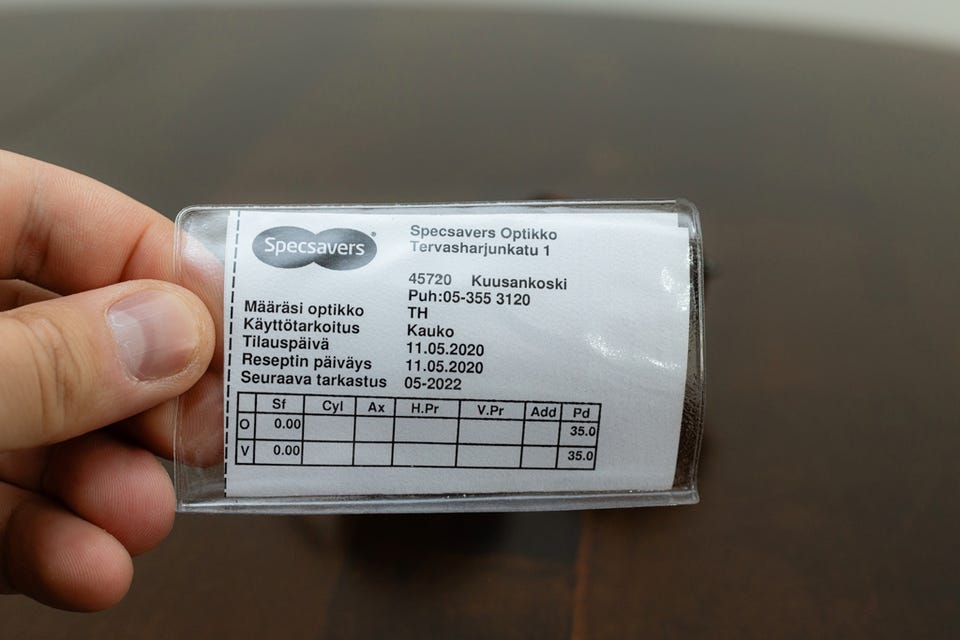 Specsavers®
Specsavers Optikko
Tervasharjunkatu 1
45720 Kuusankoski
Puh:05-355 3120
Määräsi optikko TH
Käyttötarkoitus Kauko
Tilauspäivä 11.05.2020
Reseptin päiväys 11.05.2020
Seuraava tarkastus 05-2022
Sf Cyl Ax H.Pr V.Pr Add Pd
O 0.00 35.0
V 0.00 35.0